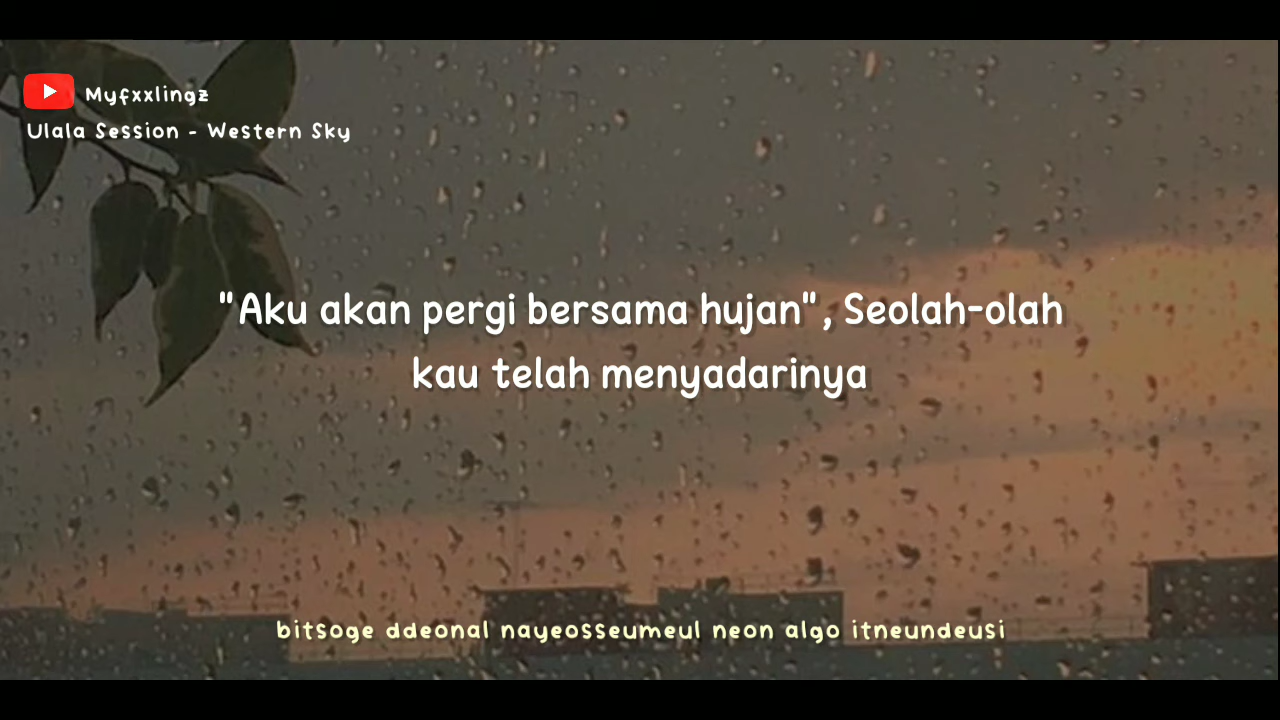 Myfxxlingz
Ulala Session - Western Sky
"Aku akan pergi bersama hujan", Seolah-olah
kau telah menyadarinya
bitsoge ddeonal nayeosseumeul neon algo itneundeusi